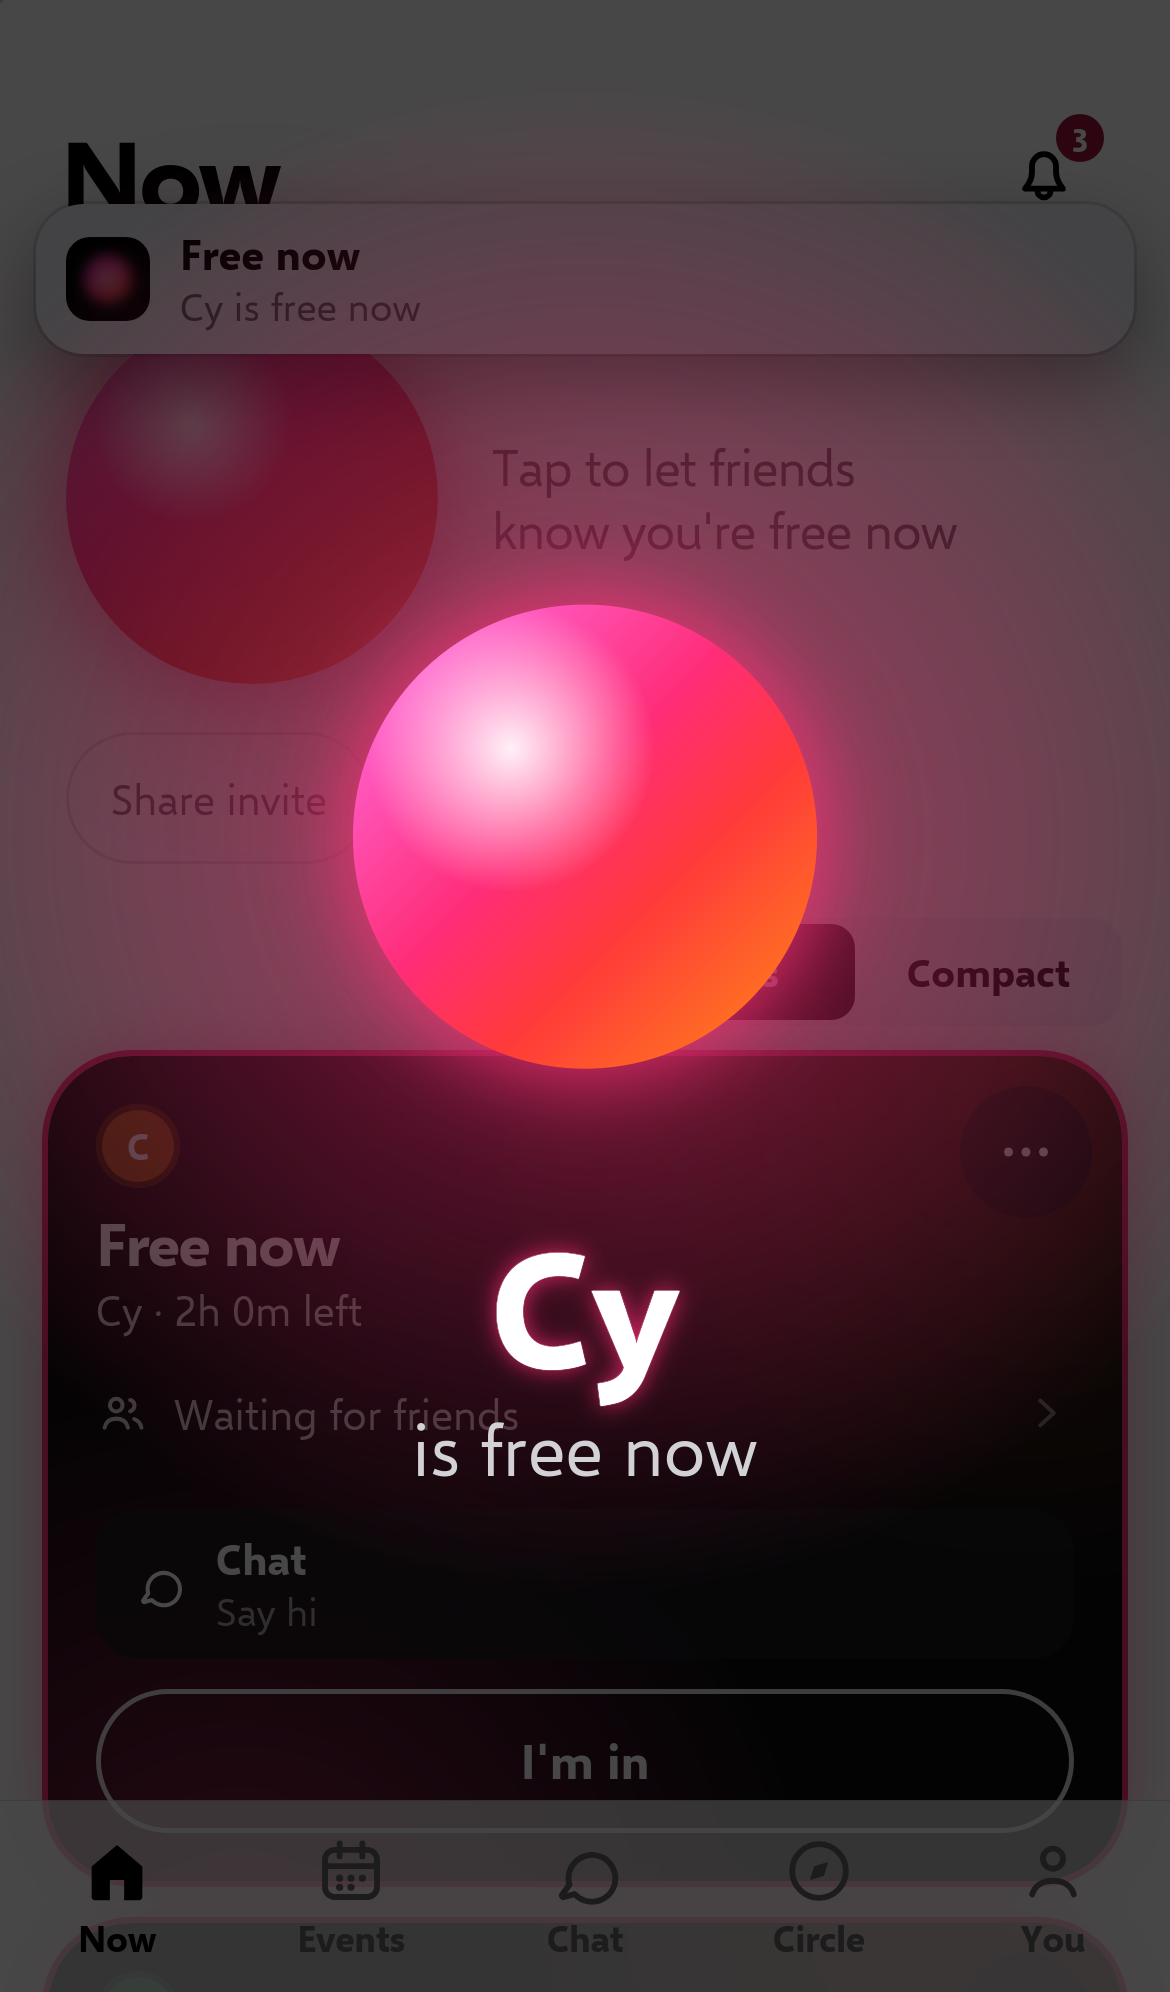 Now
3
Free now
Cy is free now
Tap to let friends
know you're free now
Share invite
s
Compact
C
Free now
Cy · 2h 0m left
Cy
Waiting for friends
is free now
Chat
Say hi
I'm in
Now
Events
Chat
Circle
You